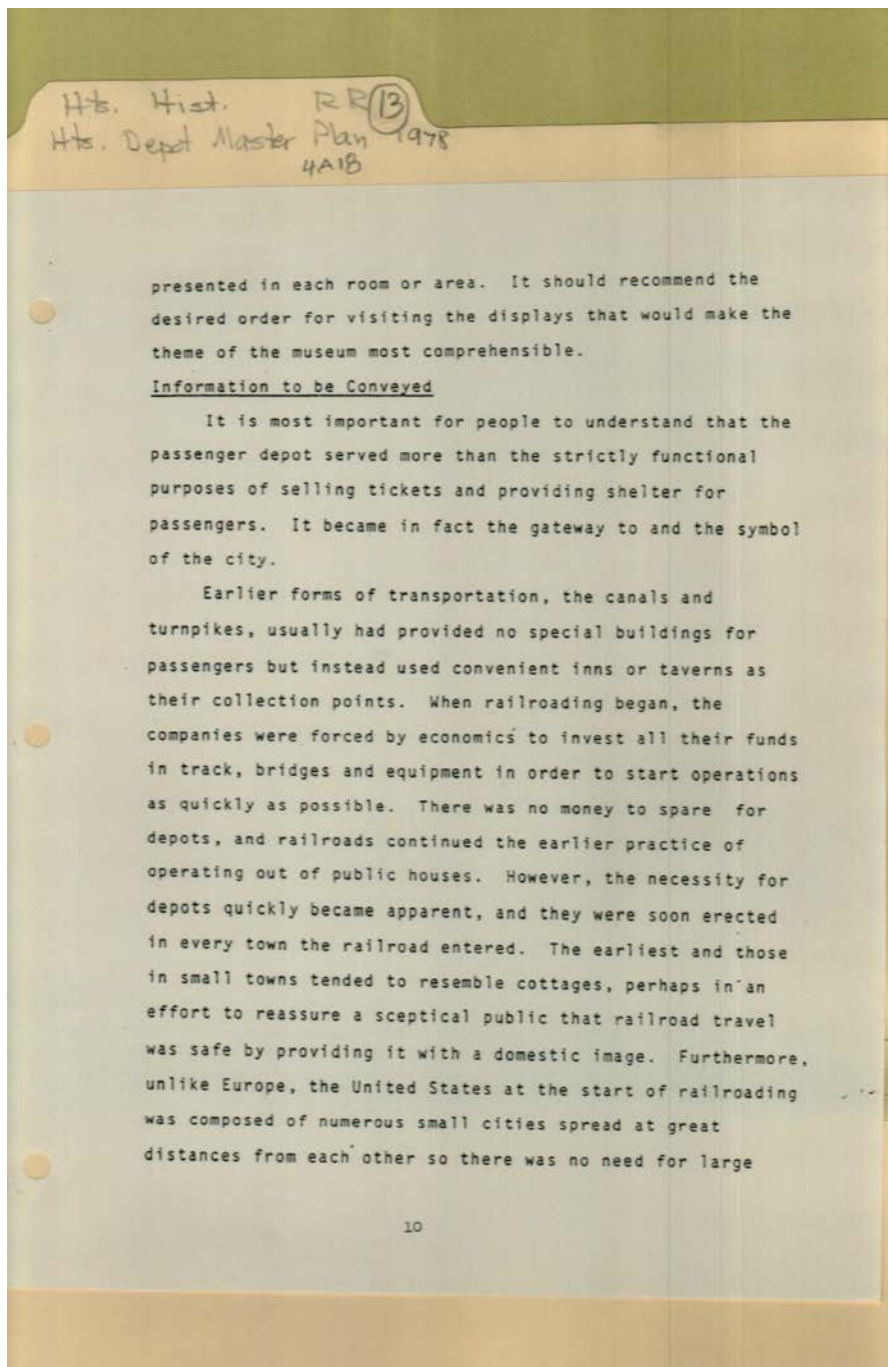 Hts. Hist. RR 13
Hts. Depot Master Plan 1978
4A18
presented in each room or area. It should recommend the
desired order for visiting the displays that would make the
theme of the museum most comprehensible.
Information to be Conveyed
It is most important for people to understand that the
passenger depot served more than the strictly functional
purposes of selling tickets and providing shelter for
passengers. It became in fact the gateway to and the symbol
of the city.
Earlier forms of transportation, the canals and
turnpikes, usually had provided no special buildings for
passengers but instead used convenient inns or taverns as
their collection points. When railroading began, the
companies were forced by economics to invest all their funds
in track, bridges and equipment in order to start operations
as quickly as possible. There was no money to spare for
depots, and railroads continued the earlier practice of
operating out of public houses. However, the necessity for
depots quickly became apparent, and they were soon erected
in every town the railroad entered. The earliest and those
in small towns tended to resemble cottages, perhaps in an
effort to reassure a sceptical public that railroad travel
was safe by providing it with a domestic image. Furthermore,
unlike Europe, the United States at the start of railroading
was composed of numerous small cities spread at great
distances from each other so there was no need for large
10